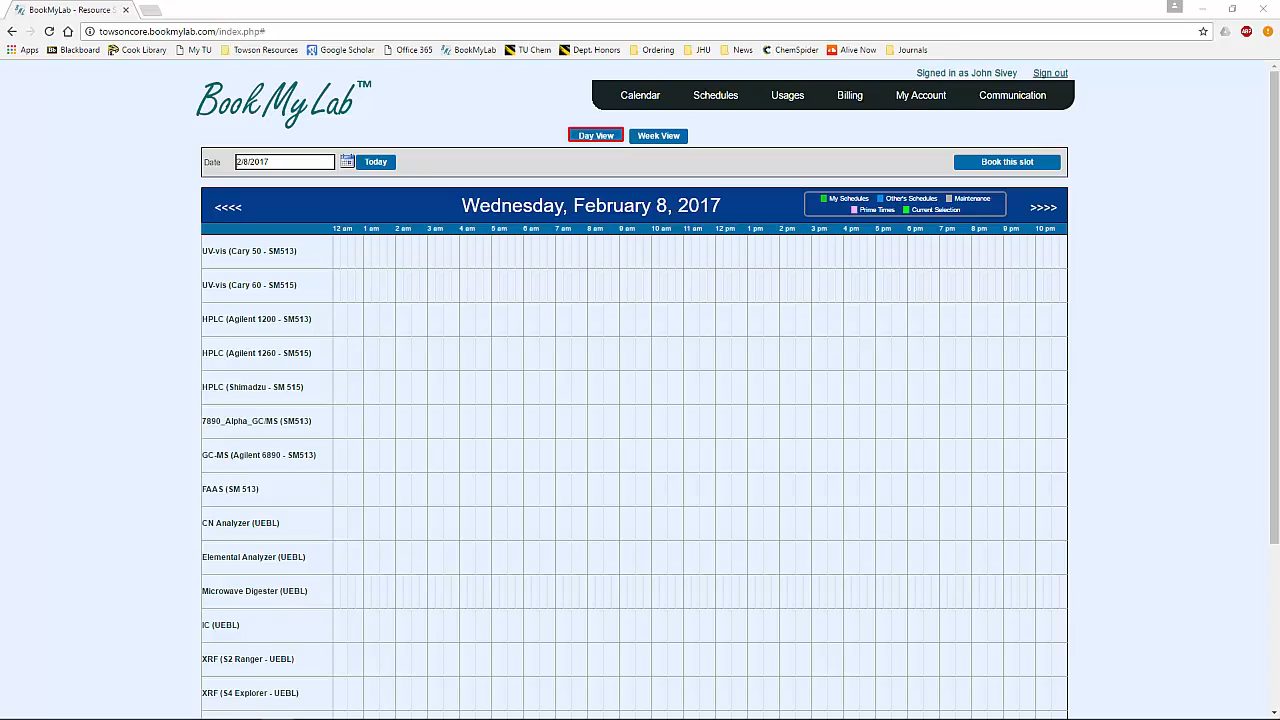 BookMyLab - Resource S
towsoncore.bookmylab.com/index.php#
Apps Blackboard Cook Library My TU Towson Resources Google Scholar Office 365 BookMyLab TU Chem Dept. Honors Ordering JHU News ChemSpider Alive Now Journals
Signed in as John Sivey Sign out
BookMyLab™
Calendar Schedules Usages Billing My Account Communication
Day View Week View
Date 2/8/2017 Today Book this slot
<<<< Wednesday, February 8, 2017 >>>>
My Schedules Other's Schedules Maintenance
Prime Times Current Selection
12 am 1 am 2 am 3 am 4 am 5 am 6 am 7 am 8 am 9 am 10 am 11 am 12 pm 1 pm 2 pm 3 pm 4 pm 5 pm 6 pm 7 pm 8 pm 9 pm 10 pm
UV-vis (Cary 50 - SM513)
UV-vis (Cary 60 - SM515)
HPLC (Agilent 1200 - SM513)
HPLC (Agilent 1260 - SM515)
HPLC (Shimadzu - SM 515)
7890_Alpha_GC/MS (SM513)
GC-MS (Agilent 6890 - SM513)
FAAS (SM 513)
CN Analyzer (UEBL)
Elemental Analyzer (UEBL)
Microwave Digester (UEBL)
IC (UEBL)
XRF (S2 Ranger - UEBL)
XRF (S4 Explorer - UEBL)